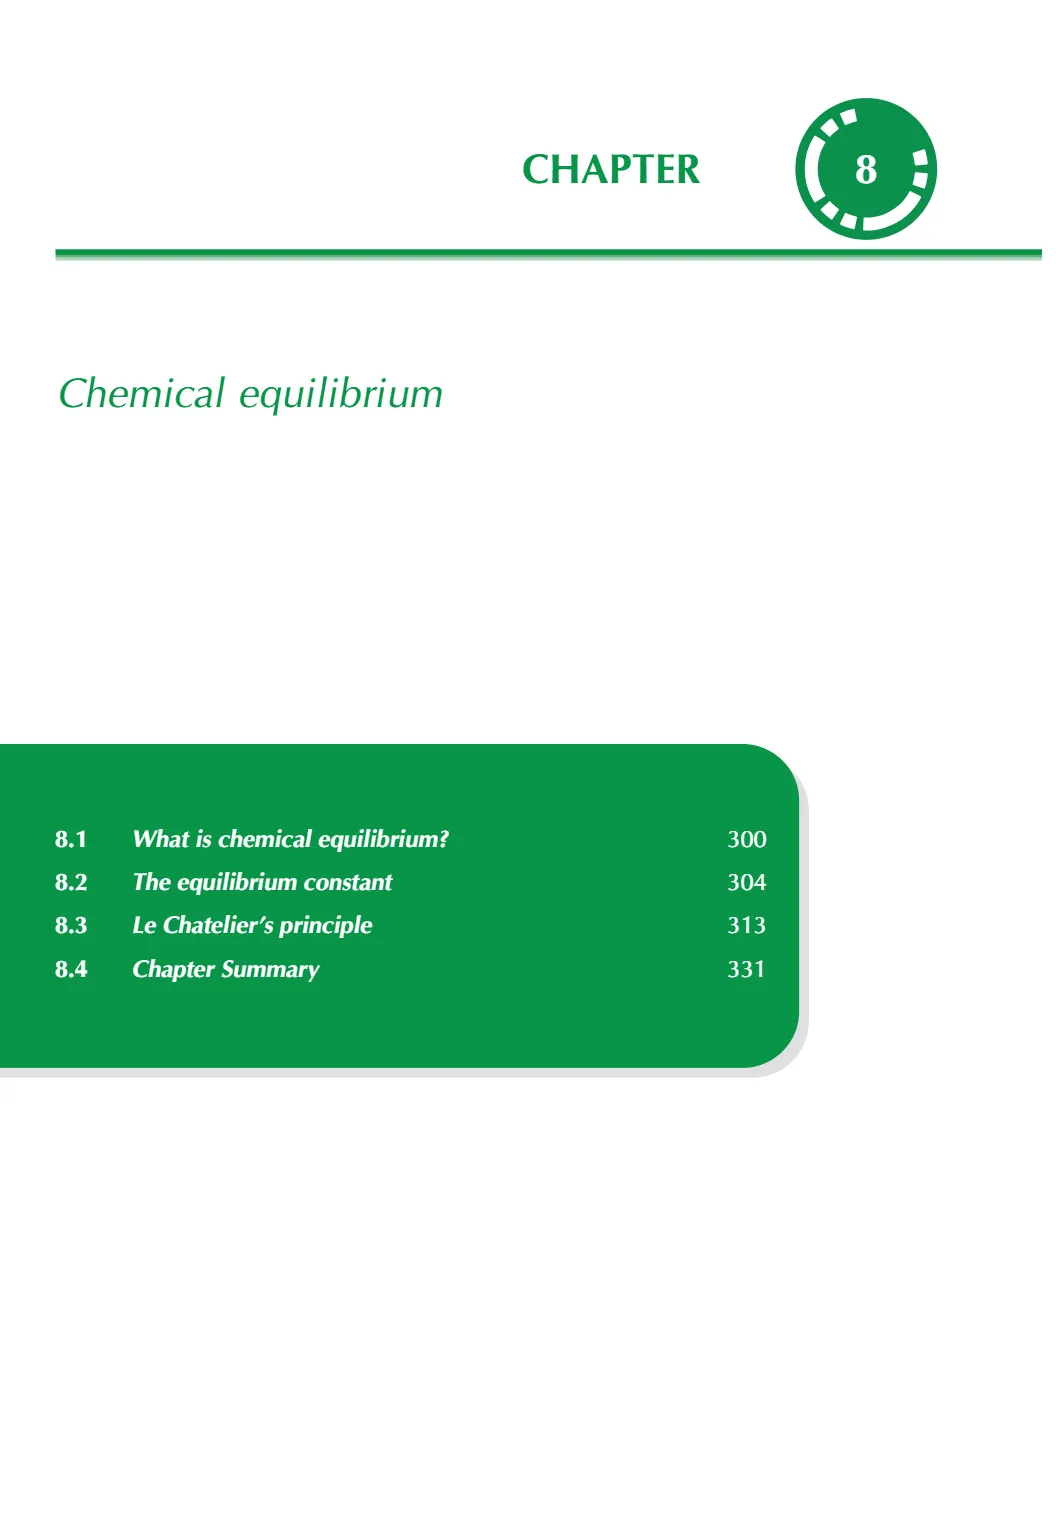 CHAPTER 8
Chemical equilibrium
8.1 What is chemical equilibrium? 300
8.2 The equilibrium constant 304
8.3 Le Chatelier’s principle 313
8.4 Chapter Summary 331